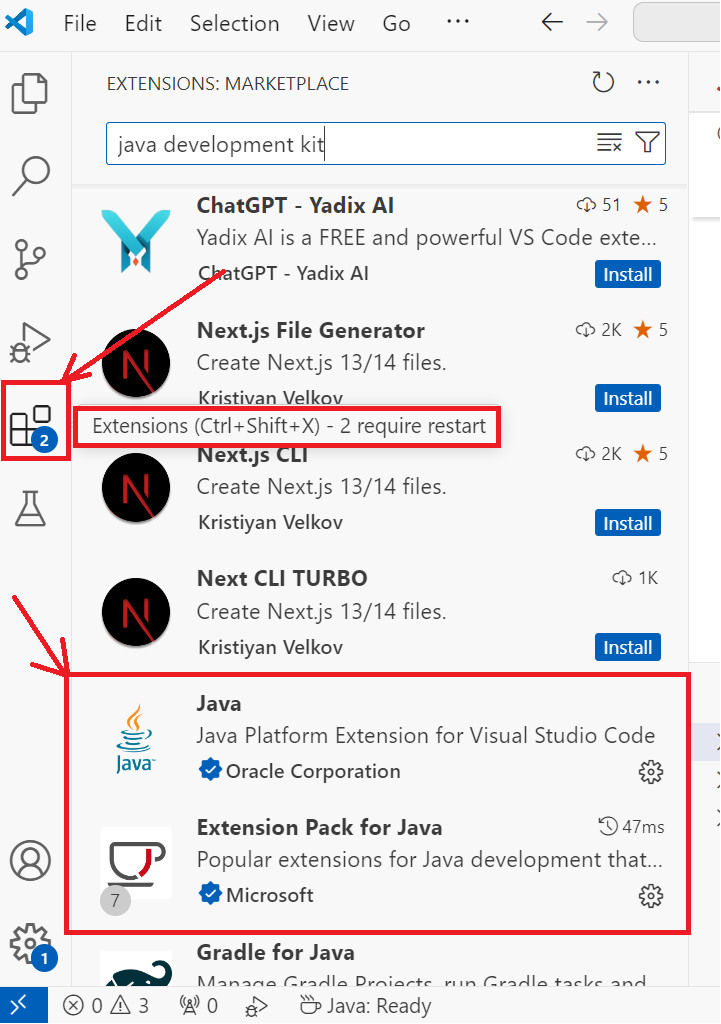 File Edit Selection View Go ...
EXTENSIONS: MARKETPLACE
java development kit
ChatGPT - Yadix AI 51 5
Yadix AI is a FREE and powerful VS Code exte...
ChatGPT - Yadix AI Install
Next.js File Generator 2K 5
Create Next.js 13/14 files.
Kristiyan Velkov Install
2
Extensions (Ctrl+Shift+X) - 2 require restart
Next.js CLI 2K 5
Create Next.js 13/14 files.
Kristiyan Velkov Install
Next CLI TURBO 1K
Create Next.js 13/14 files.
Kristiyan Velkov Install
Java
Java Platform Extension for Visual Studio Code
Java
Oracle Corporation
Extension Pack for Java 47ms
Popular extensions for Java development that...
7
Microsoft
Gradle for Java
1
Manage Gradle Projects, run Gradle tasks and
0 3 0 Java: Ready